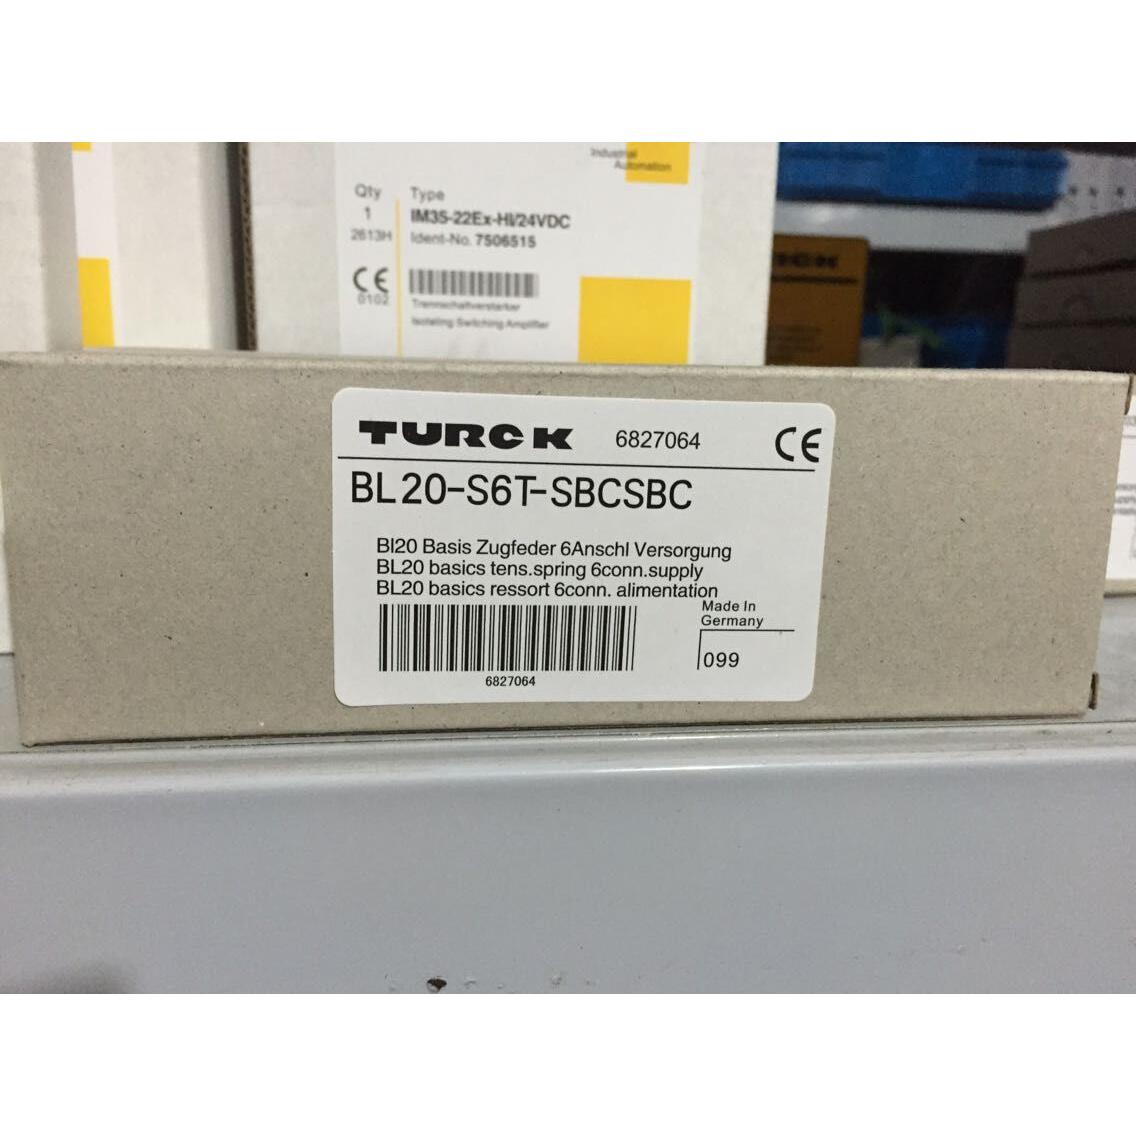 Industrial
Automation
Qty
1
2613H
Type
IM35-22Ex-HI/24VDC
Ident-No. 7506515
CE
0102
Trennschaltverstärker
Isolating Switching Amplifier
TURCK
6827064
CE
BL20-S6T-SBCSBC
Bl20 Basis Zugfeder 6Anschl Versorgung
BL20 basics tens.spring 6conn.supply
BL20 basics ressort 6conn. alimentation
6827064
Made In
Germany
099